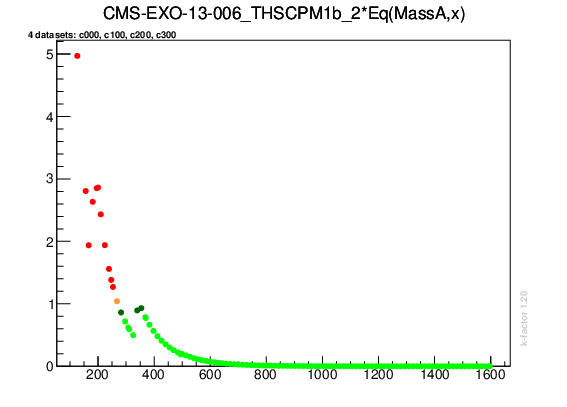 CMS-EXO-13-006_THSCPM1b_2*Eq(MassA,x)
4 datasets: c000, c100, c200, c300
5
4
3
2
1
0
200 400 600 800 1000 1200 1400 1600
k-factor 1.20